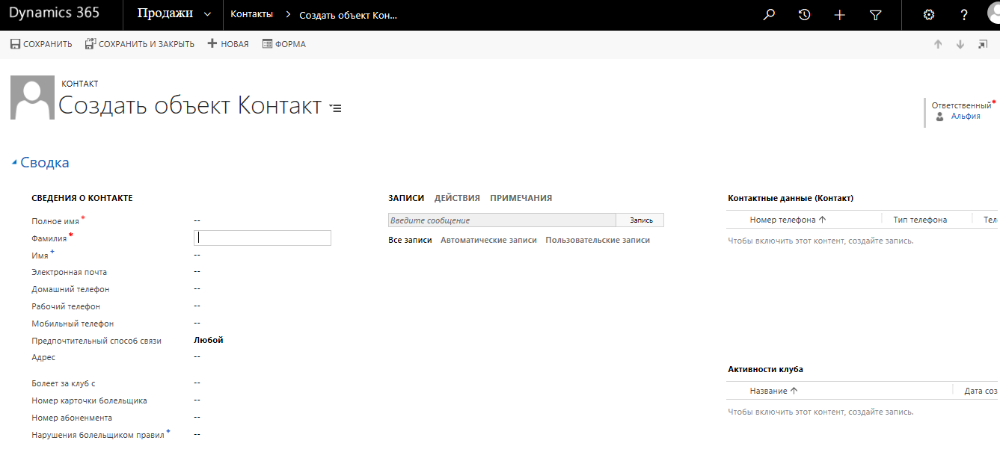 Dynamics 365 Продажи Контакты > Создать объект Кон...
СОХРАНИТЬ СОХРАНИТЬ И ЗАКРЫТЬ НОВАЯ ФОРМА
КОНТАКТ
Создать объект Контакт
Ответственный*
Альфия
Сводка
СВЕДЕНИЯ О КОНТАКТЕ
Полное имя* --
Фамилия*
Имя+ --
Электронная почта --
Домашний телефон --
Рабочий телефон --
Мобильный телефон --
Предпочтительный способ связи Любой
Адрес --
Болеет за клуб с --
Номер карточки болельщика --
Номер абоненмента --
Нарушения болельщиком правил+ --
ЗАПИСИ ДЕЙСТВИЯ ПРИМЕЧАНИЯ
Введите сообщение Запись
Все записи Автоматические записи Пользовательские записи
Контактные данные (Контакт)
Номер телефона ↑ Тип телефона Тел
Чтобы включить этот контент, создайте запись.
Активности клуба
Название ↑ Дата соз
Чтобы включить этот контент, создайте запись.